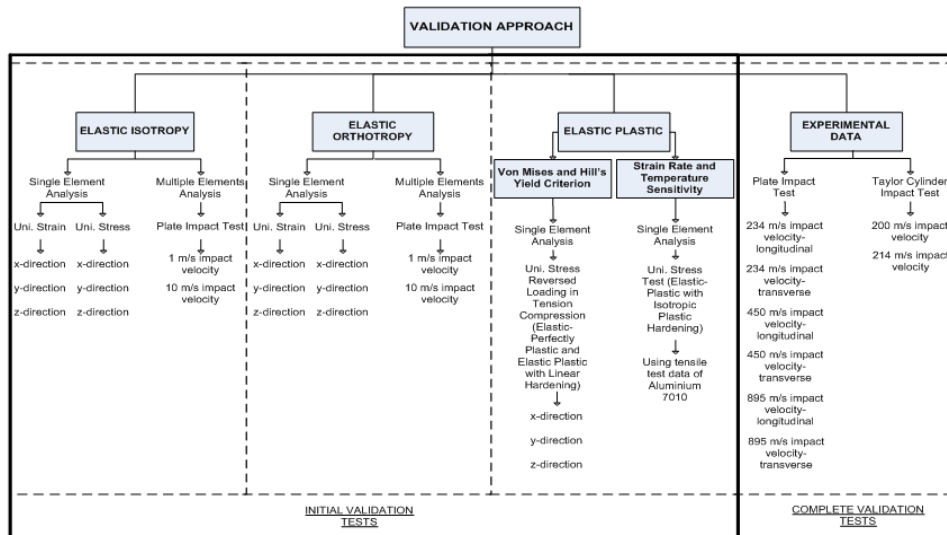 VALIDATION APPROACH
ELASTIC ISOTROPY
Single Element
Analysis
Uni. Strain
x-direction
y-direction
z-direction
Uni. Stress
x-direction
y-direction
z-direction
Multiple Elements
Analysis
Plate Impact Test
1 m/s impact
velocity
10 m/s impact
velocity
ELASTIC
ORTHOTROPY
Single Element
Analysis
Uni. Strain
x-direction
y-direction
z-direction
Uni. Stress
x-direction
y-direction
z-direction
Multiple Elements
Analysis
Plate Impact Test
1 m/s impact
velocity
10 m/s impact
velocity
ELASTIC PLASTIC
Von Mises and Hill's
Yield Criterion
Single Element
Analysis
Uni. Stress
Reversed
Loading in
Tension
Compression
(Elastic-
Perfectly
Plastic and
Elastic Plastic
with Linear
Hardening)
x-direction
y-direction
z-direction
Strain Rate and
Temperature
Sensitivity
Single Element
Analysis
Uni. Stress
Test (Elastic-
Plastic with
Isotropic
Plastic
Hardening)
Using tensile
test data of
Aluminium
7010
EXPERIMENTAL
DATA
Plate Impact
Test
234 m/s impact
velocity-
longitudinal
234 m/s impact
velocity-
transverse
450 m/s impact
velocity-
longitudinal
450 m/s impact
velocity-
transverse
895 m/s impact
velocity-
longitudinal
895 m/s impact
velocity-
transverse
Taylor Cylinder
Impact Test
200 m/s impact
velocity
214 m/s impact
velocity
INITIAL VALIDATION
TESTS
COMPLETE VALIDATION
TESTS